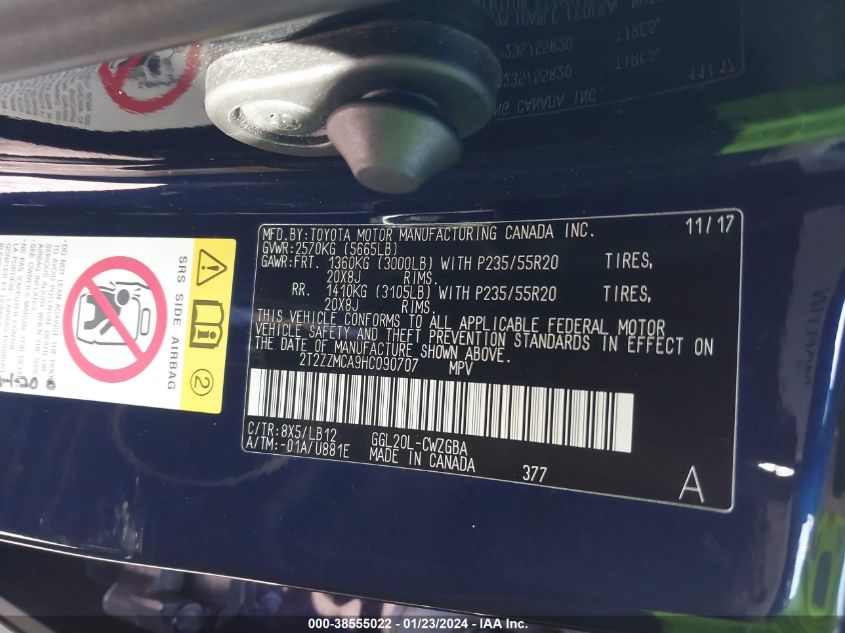 MFD.BY:TOYOTA MOTOR MANUFACTURING CANADA INC. 11/17
GVWR:2570KG (5665LB)
GAWR:FRT. 1360KG (3000LB) WITH P235/55R20 TIRES,
20X8J RIMS.
RR. 1410KG (3105LB) WITH P235/55R20 TIRES,
20X8J RIMS.
THIS VEHICLE CONFORMS TO ALL APPLICABLE FEDERAL MOTOR
VEHICLE SAFETY AND THEFT PREVENTION STANDARDS IN EFFECT ON
THE DATE OF MANUFACTURE SHOWN ABOVE.
2T2ZZMCA9HC090707 MPV
C/TR:8X5/LB12 GGL20L-CWZGBA
A/TM:-01A/U881E MADE IN CANADA
377 A
SRS SIDE AIRBAG
2
000-38555022 - 01/23/2024 - IAA Inc.